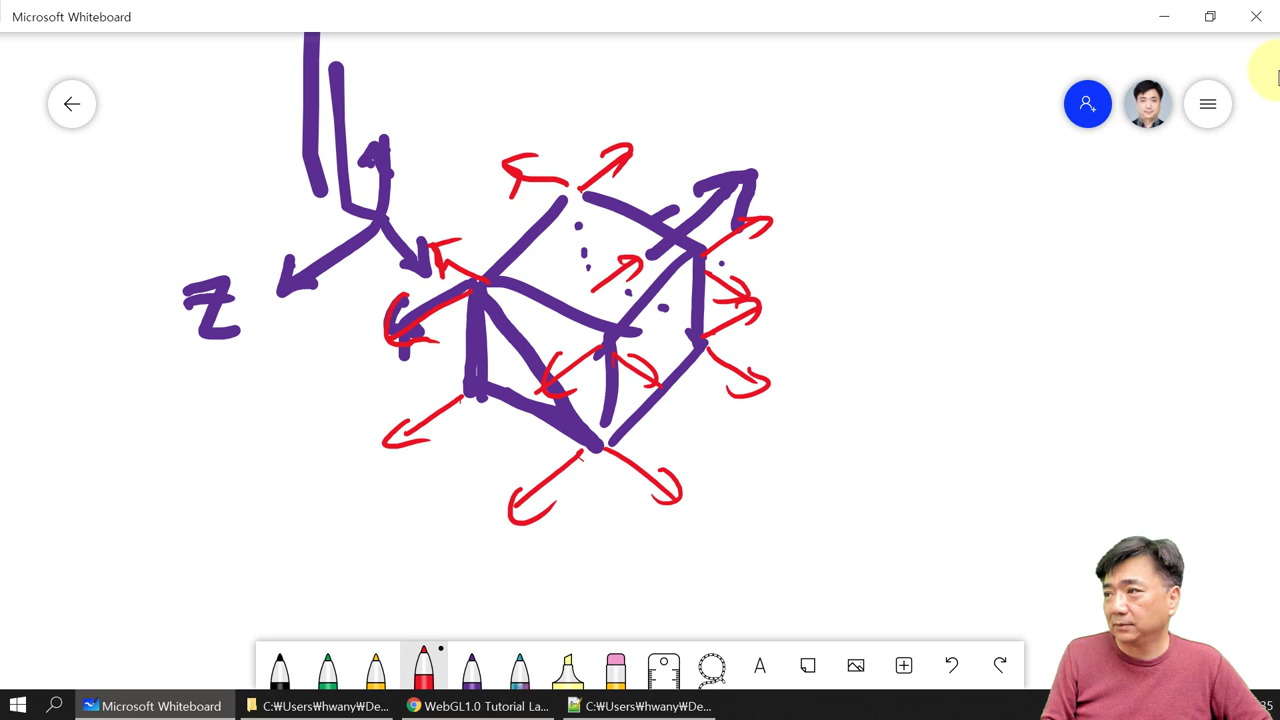 Microsoft Whiteboard
Z
A
Microsoft Whiteboard
C:₩Users₩hwany₩De...
WebGL1.0 Tutorial La...
C:₩Users₩hwany₩De...